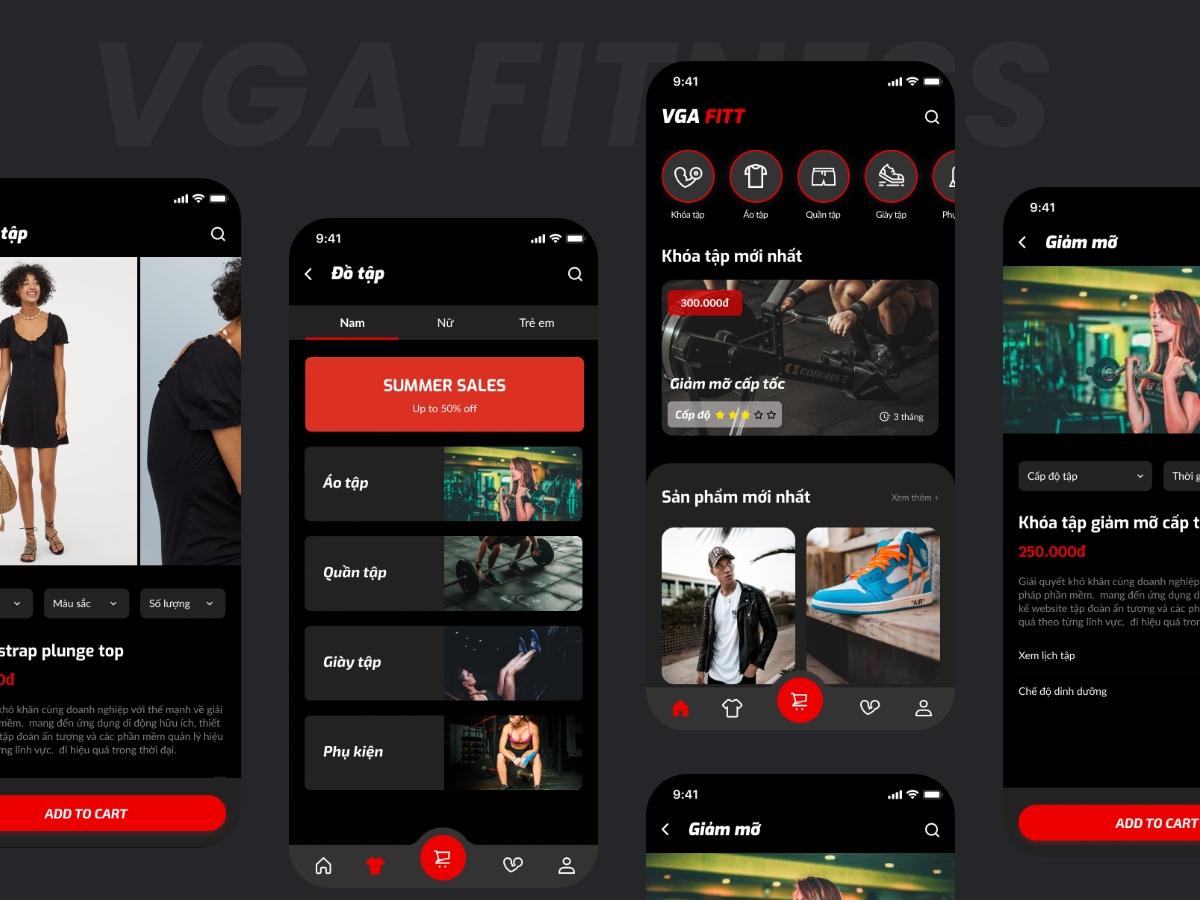 VGA FITNESS
tập
Màu sắc
Số lượng
strap plunge top
0đ
khó khăn cùng doanh nghiệp với thế mạnh về giải
mềm. mang đến ứng dụng di động hữu ích, thiết
tập đoàn ấn tượng và các phần mềm quản lý hiệu
ng lĩnh vực. đi hiệu quả trong thời đại.
ADD TO CART
9:41
Đồ tập
Nam
Nữ
Trẻ em
SUMMER SALES
Up to 50% off
Áo tập
Quần tập
Giày tập
Phụ kiện
9:41
VGA FITT
Khóa tập
Áo tập
Quần tập
Giày tập
Phụ
Khóa tập mới nhất
300.000đ
concept2
Giảm mỡ cấp tốc
Cấp độ
3 tháng
Sản phẩm mới nhất
Xem thêm +
"AIR"
9:41
Giảm mỡ
9:41
Giảm mỡ
Cấp độ tập
Thời g
Khóa tập giảm mỡ cấp t
250.000đ
Giải quyết khó khăn cùng doanh nghiệp
pháp phần mềm. mang đến ứng dụng d
kế website tập đoàn ấn tượng và các ph
quả theo từng lĩnh vực. đi hiệu quả tron
Xem lịch tập
Chế độ dinh dưỡng
ADD TO CART